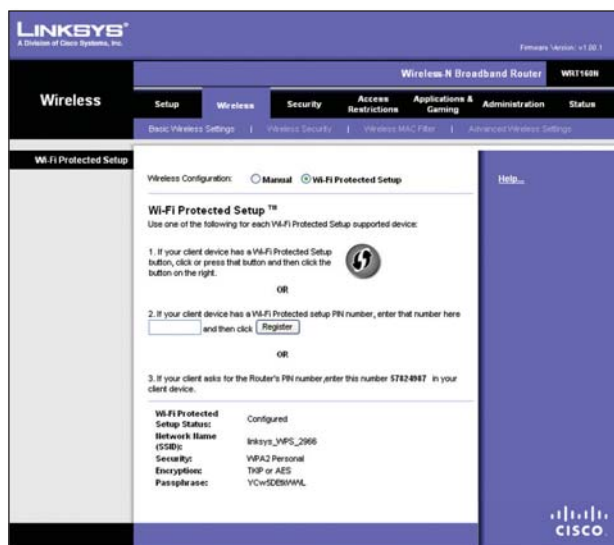 LINKSYS®
A Division of Cisco Systems, Inc.
Firmware Version: v1.00.1
Wireless-N Broadband Router WRT160N
Wireless
Setup Wireless Security Access Restrictions Applications & Gaming Administration Status
Basic Wireless Settings | Wireless Security | Wireless MAC Filter | Advanced Wireless Settings
Wi-Fi Protected Setup
Wireless Configuration: Manual Wi-Fi Protected Setup
Help...
Wi-Fi Protected Setup ™
Use one of the following for each Wi-Fi Protected Setup supported device:
1. If your client device has a Wi-Fi Protected Setup
button, click or press that button and then click the
button on the right.
OR
2. If your client device has a Wi-Fi Protected setup PIN number, enter that number here
and then click Register
OR
3. If your client asks for the Router's PIN number,enter this number 57824987 in your
client device.
Wi-Fi Protected
Setup Status: Configured
Network Name
(SSID): linksys_WPS_2966
Security: WPA2 Personal
Encryption: TKIP or AES
Passphrase:
CISCO